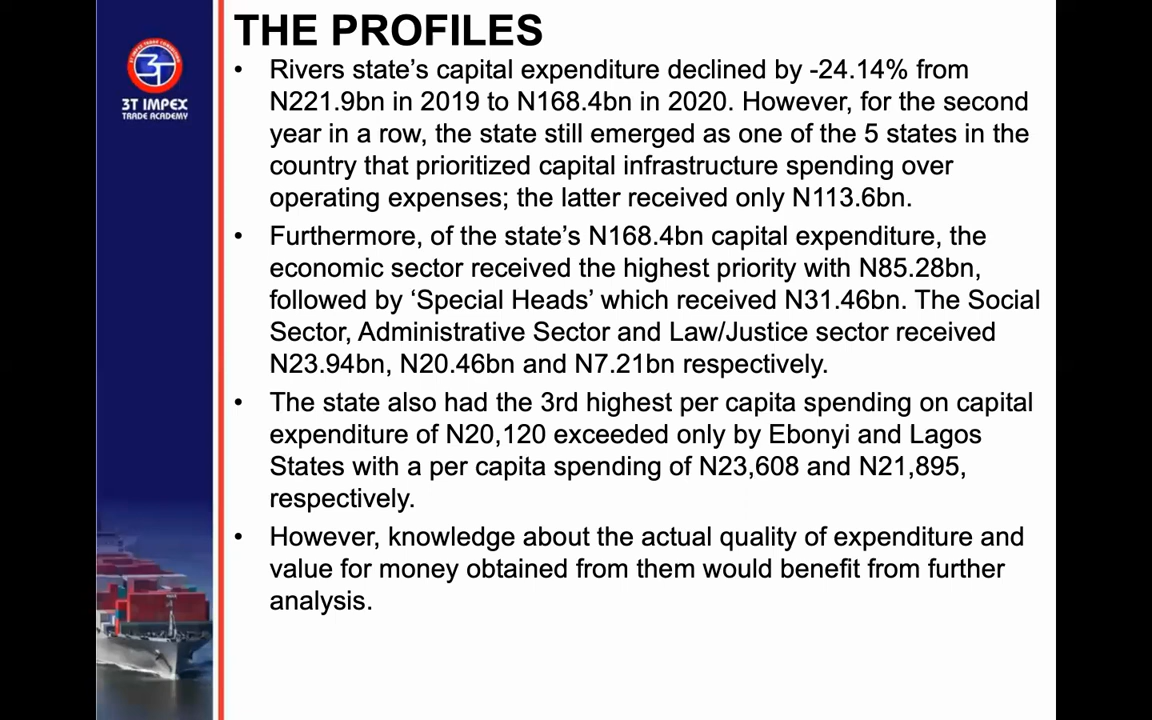 THE PROFILES
• Rivers state’s capital expenditure declined by -24.14% from
N221.9bn in 2019 to N168.4bn in 2020. However, for the second
year in a row, the state still emerged as one of the 5 states in the
country that prioritized capital infrastructure spending over
operating expenses; the latter received only N113.6bn.
• Furthermore, of the state’s N168.4bn capital expenditure, the
economic sector received the highest priority with N85.28bn,
followed by ‘Special Heads’ which received N31.46bn. The Social
Sector, Administrative Sector and Law/Justice sector received
N23.94bn, N20.46bn and N7.21bn respectively.
• The state also had the 3rd highest per capita spending on capital
expenditure of N20,120 exceeded only by Ebonyi and Lagos
States with a per capita spending of N23,608 and N21,895,
respectively.
• However, knowledge about the actual quality of expenditure and
value for money obtained from them would benefit from further
analysis.
3T
3T IMPEX
TRADE ACADEMY